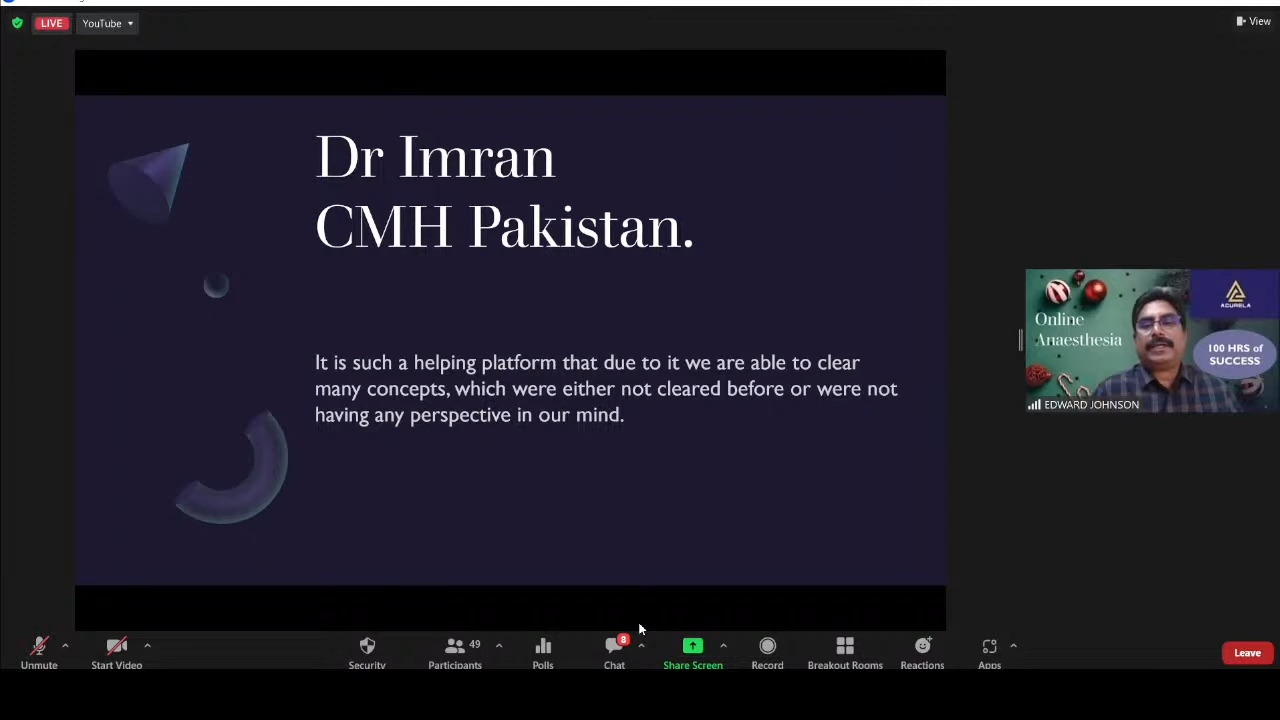 LIVE
YouTube
View
Dr Imran
CMH Pakistan.
It is such a helping platform that due to it we are able to clear
many concepts, which were either not cleared before or were not
having any perspective in our mind.
Online
Anaesthesia
ACURELA
100 HRS of
SUCCESS
EDWARD JOHNSON
49
8
Unmute
Start Video
Security
Participants
Polls
Chat
Share Screen
Record
Breakout Rooms
Reactions
Apps
Leave